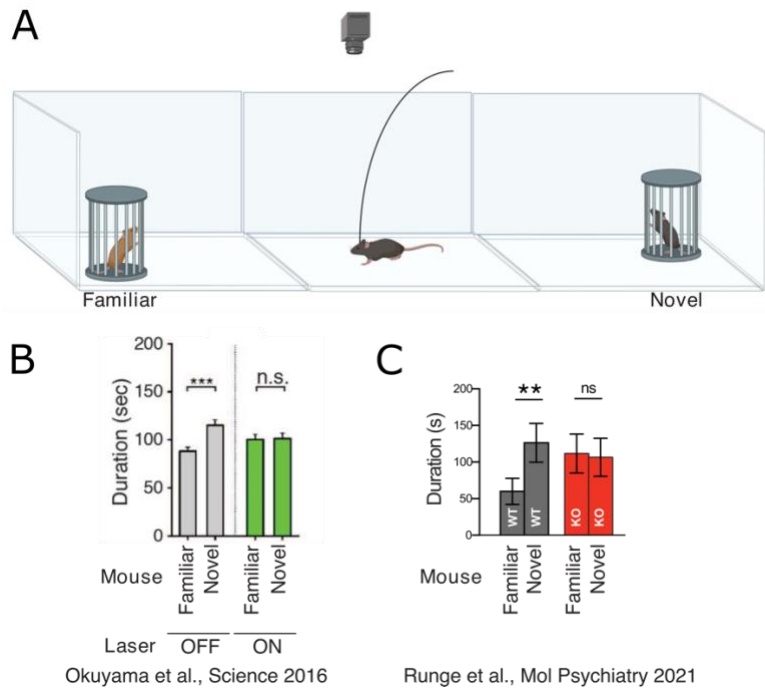 A
Familiar
Novel
B
200
150
100
50
0
Duration (sec)
***
n.s.
Mouse
Familiar
Novel
Familiar
Novel
Laser
OFF
ON
Okuyama et al., Science 2016
C
200
150
100
50
0
Duration (s)
**
ns
WT
WT
KO
KO
Mouse
Familiar
Novel
Familiar
Novel
Runge et al., Mol Psychiatry 2021